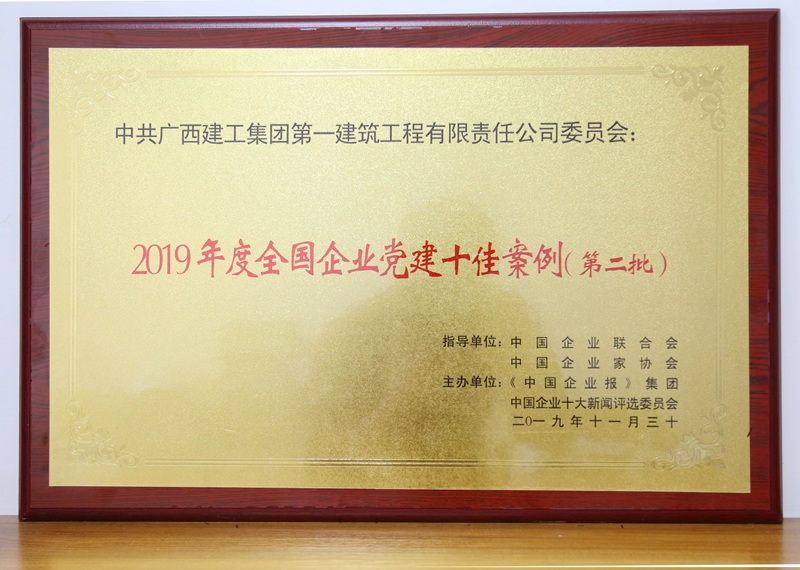 中共广西建工集团第一建筑工程有限责任公司委员会：
2019年度全国企业党建十佳案例（第二批）
指导单位：中国企业联合会
中国企业家协会
主办单位：《中国企业报》集团
中国企业十大新闻评选委员会
二〇一九年十一月三十